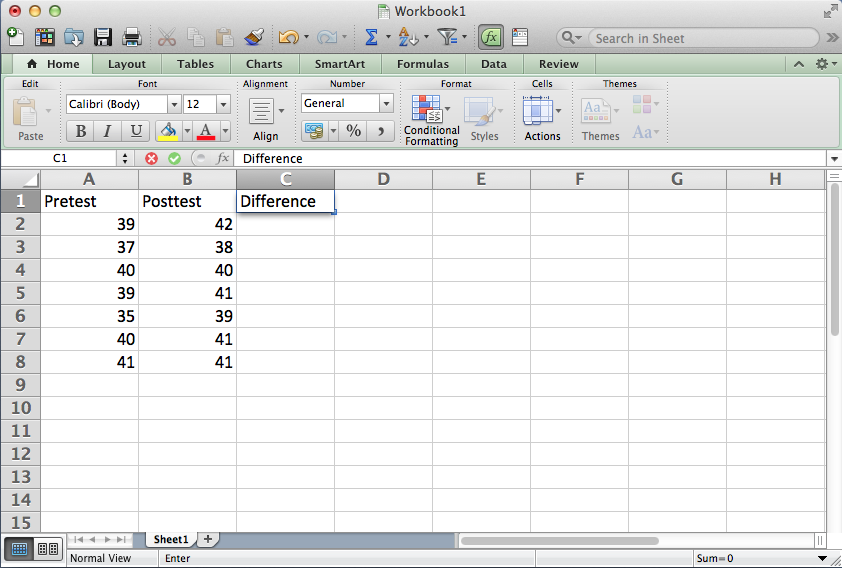 Workbook1
fx
Search in Sheet
Home Layout Tables Charts SmartArt Formulas Data Review
Edit Font Alignment Number Format Cells Themes
Calibri (Body) 12 General
Paste B I U A Align % , Conditional Formatting Styles Actions Themes Aa
C1 fx Difference
A B C D E F G H
1 Pretest Posttest Difference
2 39 42
3 37 38
4 40 40
5 39 41
6 35 39
7 40 41
8 41 41
9
10
11
12
13
14
15
Sheet1 +
Normal View Enter Sum=0